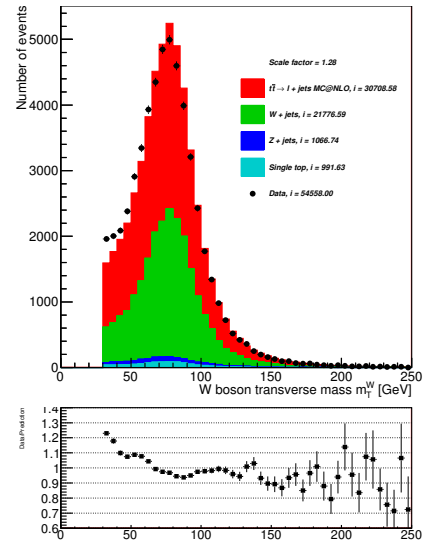 Number of events
5000
4000
3000
2000
1000
0
Scale factor = 1.28
tt̄ → l + jets MC@NLO, i = 30708.58
W + jets, i = 21776.59
Z + jets, i = 1066.74
Single top, i = 991.63
Data, i = 54558.00
0 50 100 150 200 250
W boson transverse mass m_T^W [GeV]
Data/Prediction
1.4
1.3
1.2
1.1
1
0.9
0.8
0.7
0.6
0 50 100 150 200 250